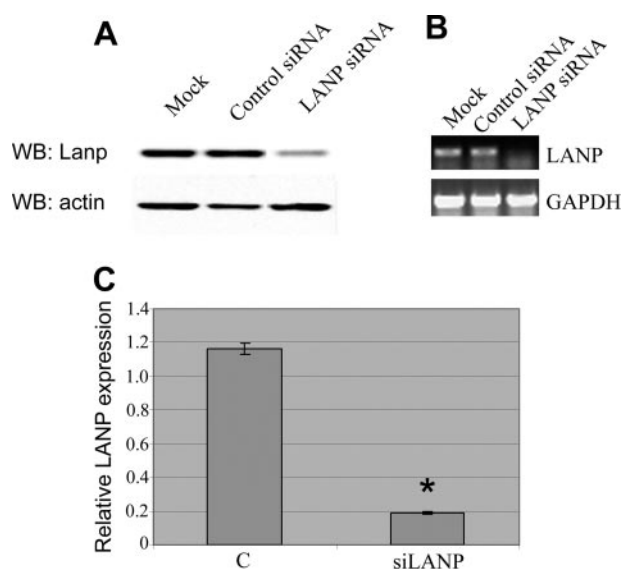 A
Mock
Control siRNA
LANP siRNA
WB: Lanp
WB: actin
B
Mock
Control siRNA
LANP siRNA
LANP
GAPDH
C
Relative LANP expression
1.4
1.2
1.0
0.8
0.6
0.4
0.2
0
*
C
siLANP